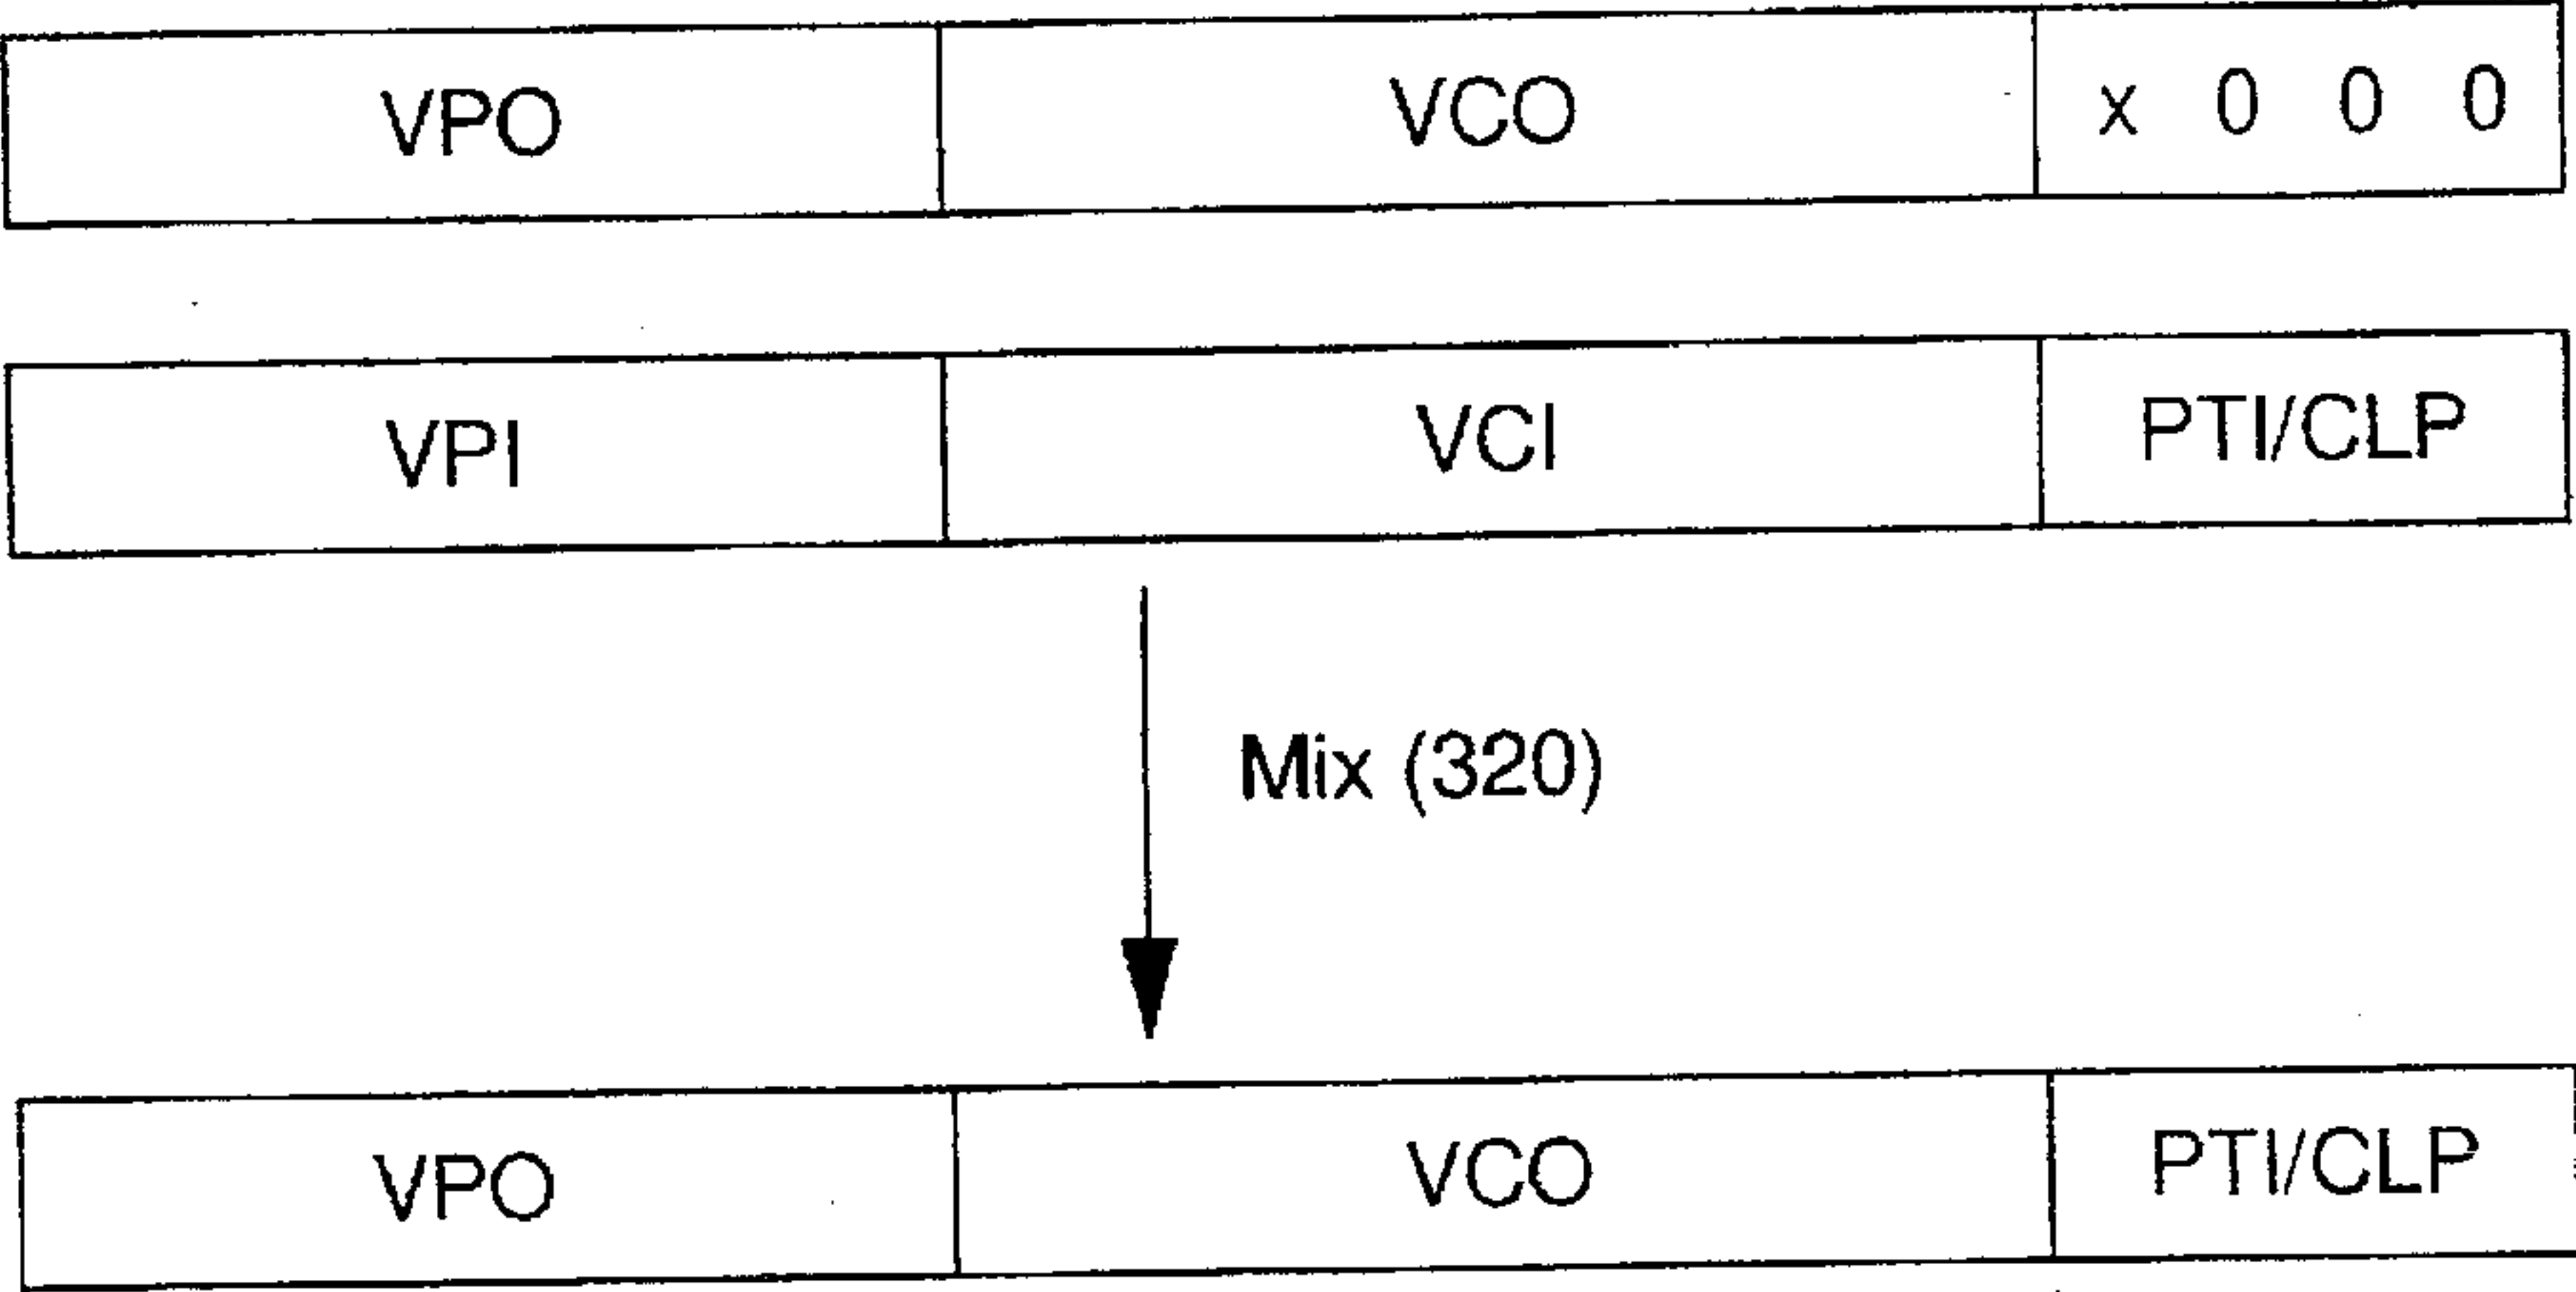 VPO VCO x 0 0 0
VPI VCI PTI/CLP
Mix (320)
VPO VCO PTI/CLP